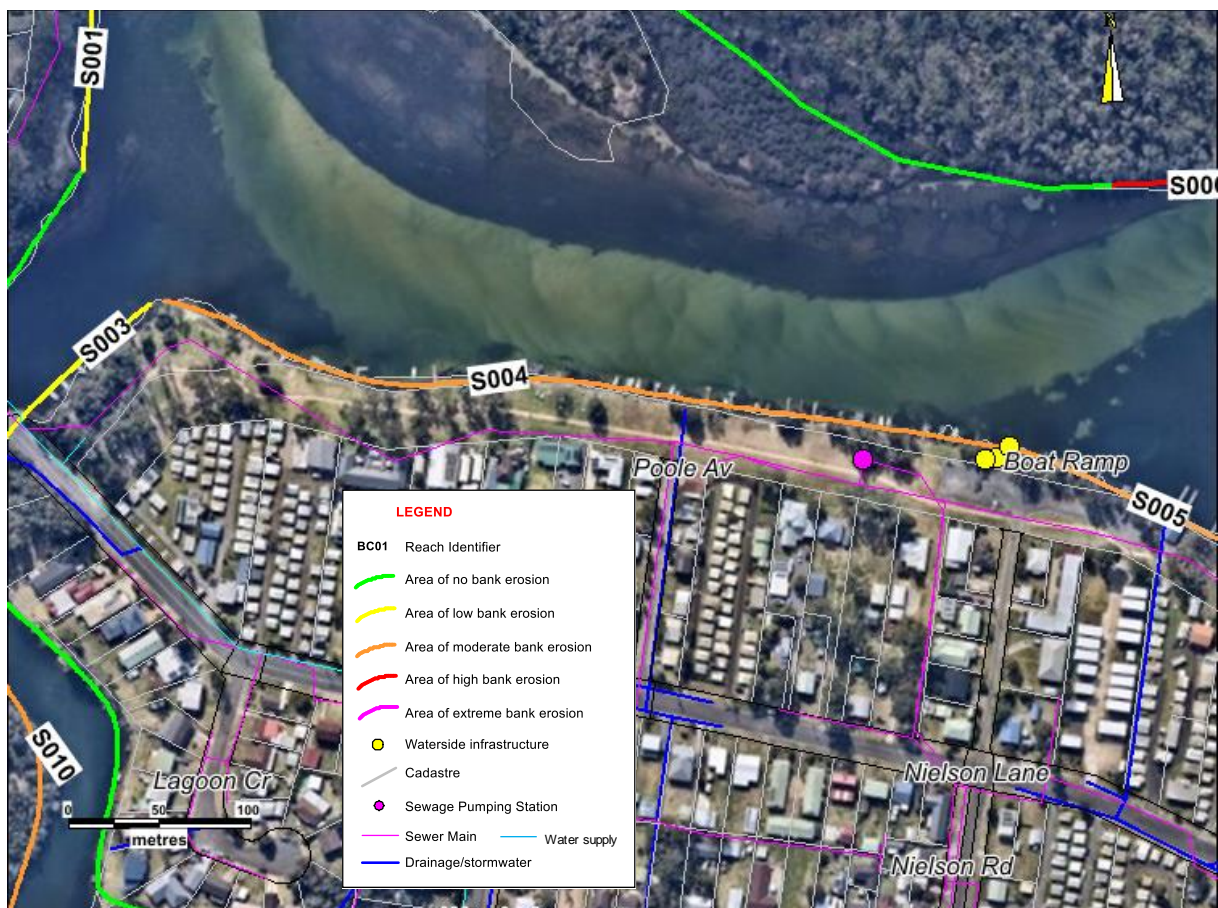 N
S001
S006
S003
S004
Boat Ramp
Poole Av
S005
LEGEND
BC01 Reach Identifier
Area of no bank erosion
Area of low bank erosion
Area of moderate bank erosion
Area of high bank erosion
Area of extreme bank erosion
Waterside infrastructure
Cadastre
Sewage Pumping Station
Sewer Main Water supply
Drainage/stormwater
S010
Lagoon Cr
0 50 100
metres
Nielson Lane
Nielson Rd